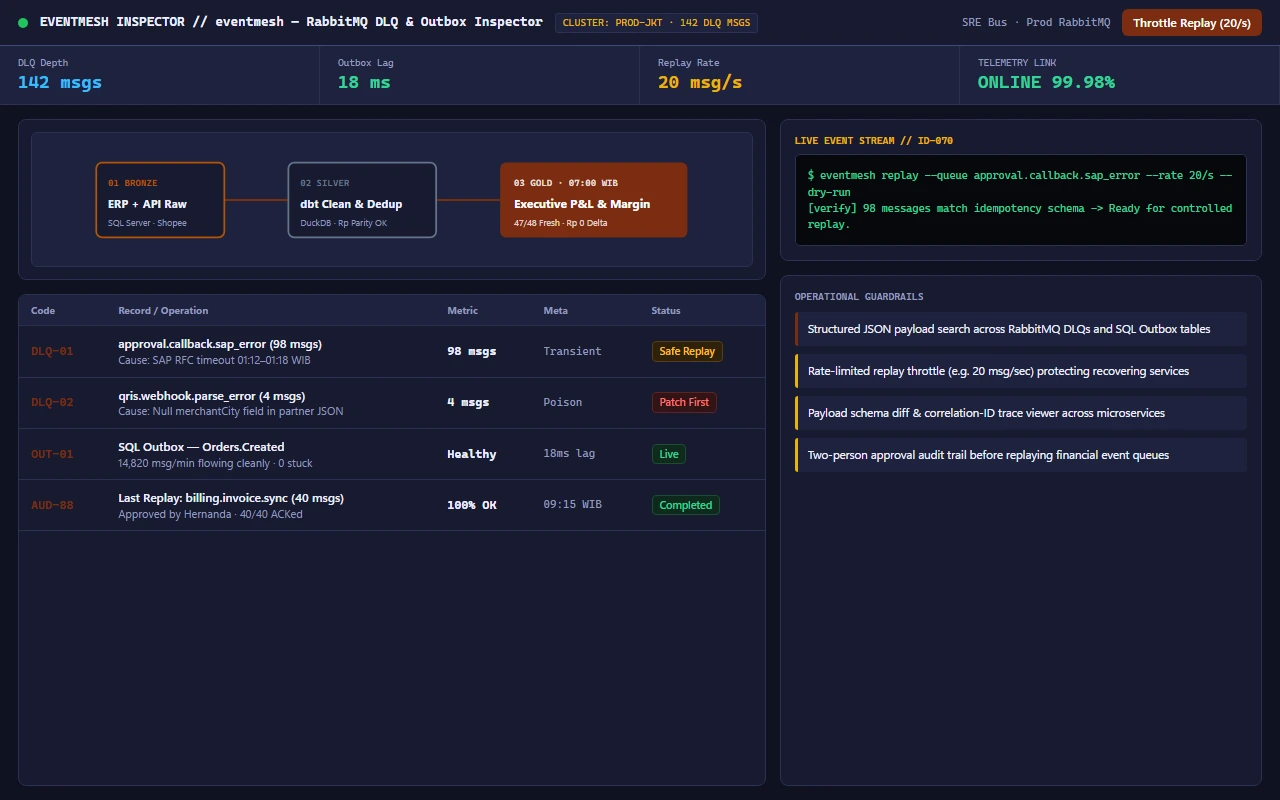 EVENTMESH INSPECTOR // eventmesh — RabbitMQ DLQ & Outbox Inspector
CLUSTER: PROD-JKT · 142 DLQ MSGS
SRE Bus · Prod RabbitMQ
Throttle Replay (20/s)
DLQ Depth
142 msgs
Outbox Lag
18 ms
Replay Rate
20 msg/s
TELEMETRY LINK
ONLINE 99.98%
01 BRONZE
ERP + API Raw
SQL Server · Shopee
02 SILVER
dbt Clean & Dedup
DuckDB · Rp Parity OK
03 GOLD · 07:00 WIB
Executive P&L & Margin
47/48 Fresh · Rp 0 Delta
Code Record / Operation Metric Meta Status
DLQ-01 approval.callback.sap_error (98 msgs) 98 msgs Transient Safe Replay
Cause: SAP RFC timeout 01:12–01:18 WIB
DLQ-02 qris.webhook.parse_error (4 msgs) 4 msgs Poison Patch First
Cause: Null merchantCity field in partner JSON
OUT-01 SQL Outbox — Orders.Created Healthy 18ms lag Live
14,820 msg/min flowing cleanly · 0 stuck
AUD-88 Last Replay: billing.invoice.sync (40 msgs) 100% OK 09:15 WIB Completed
Approved by Hernanda · 40/40 ACKed
LIVE EVENT STREAM // ID-070
$ eventmesh replay --queue approval.callback.sap_error --rate 20/s --
dry-run
[verify] 98 messages match idempotency schema -> Ready for controlled
replay.
OPERATIONAL GUARDRAILS
Structured JSON payload search across RabbitMQ DLQs and SQL Outbox tables
Rate-limited replay throttle (e.g. 20 msg/sec) protecting recovering services
Payload schema diff & correlation-ID trace viewer across microservices
Two-person approval audit trail before replaying financial event queues